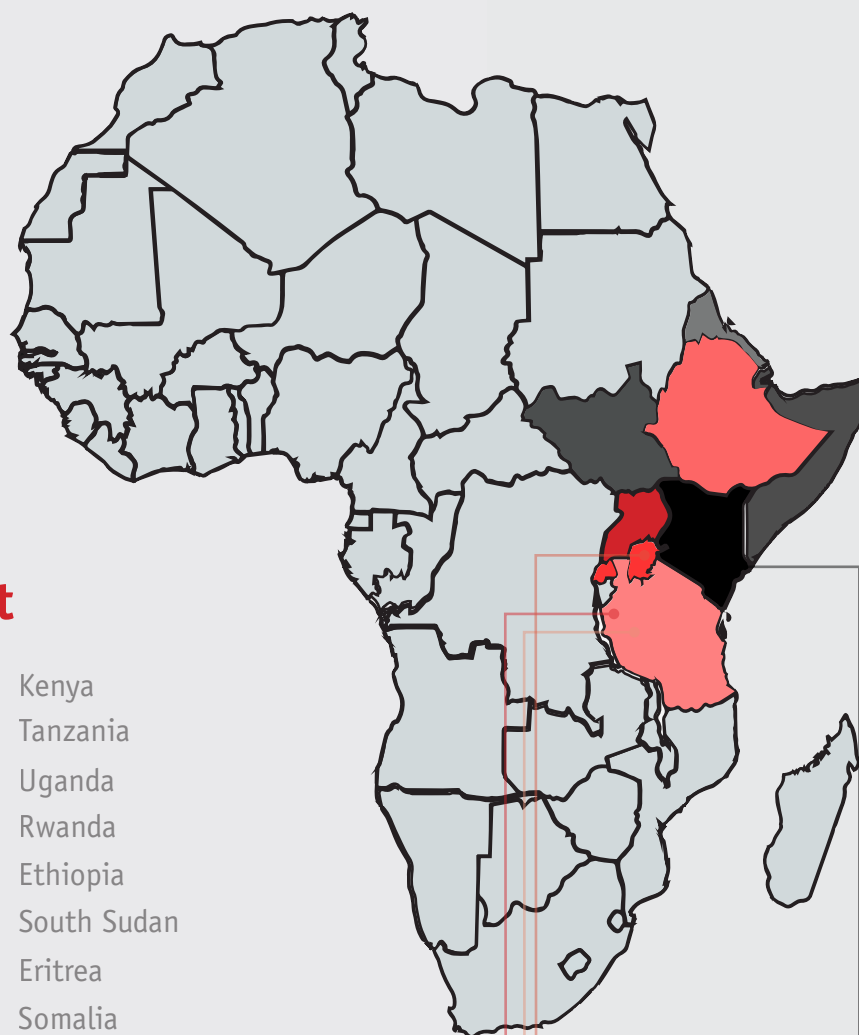 t
Kenya
Tanzania
Uganda
Rwanda
Ethiopia
South Sudan
Eritrea
Somalia